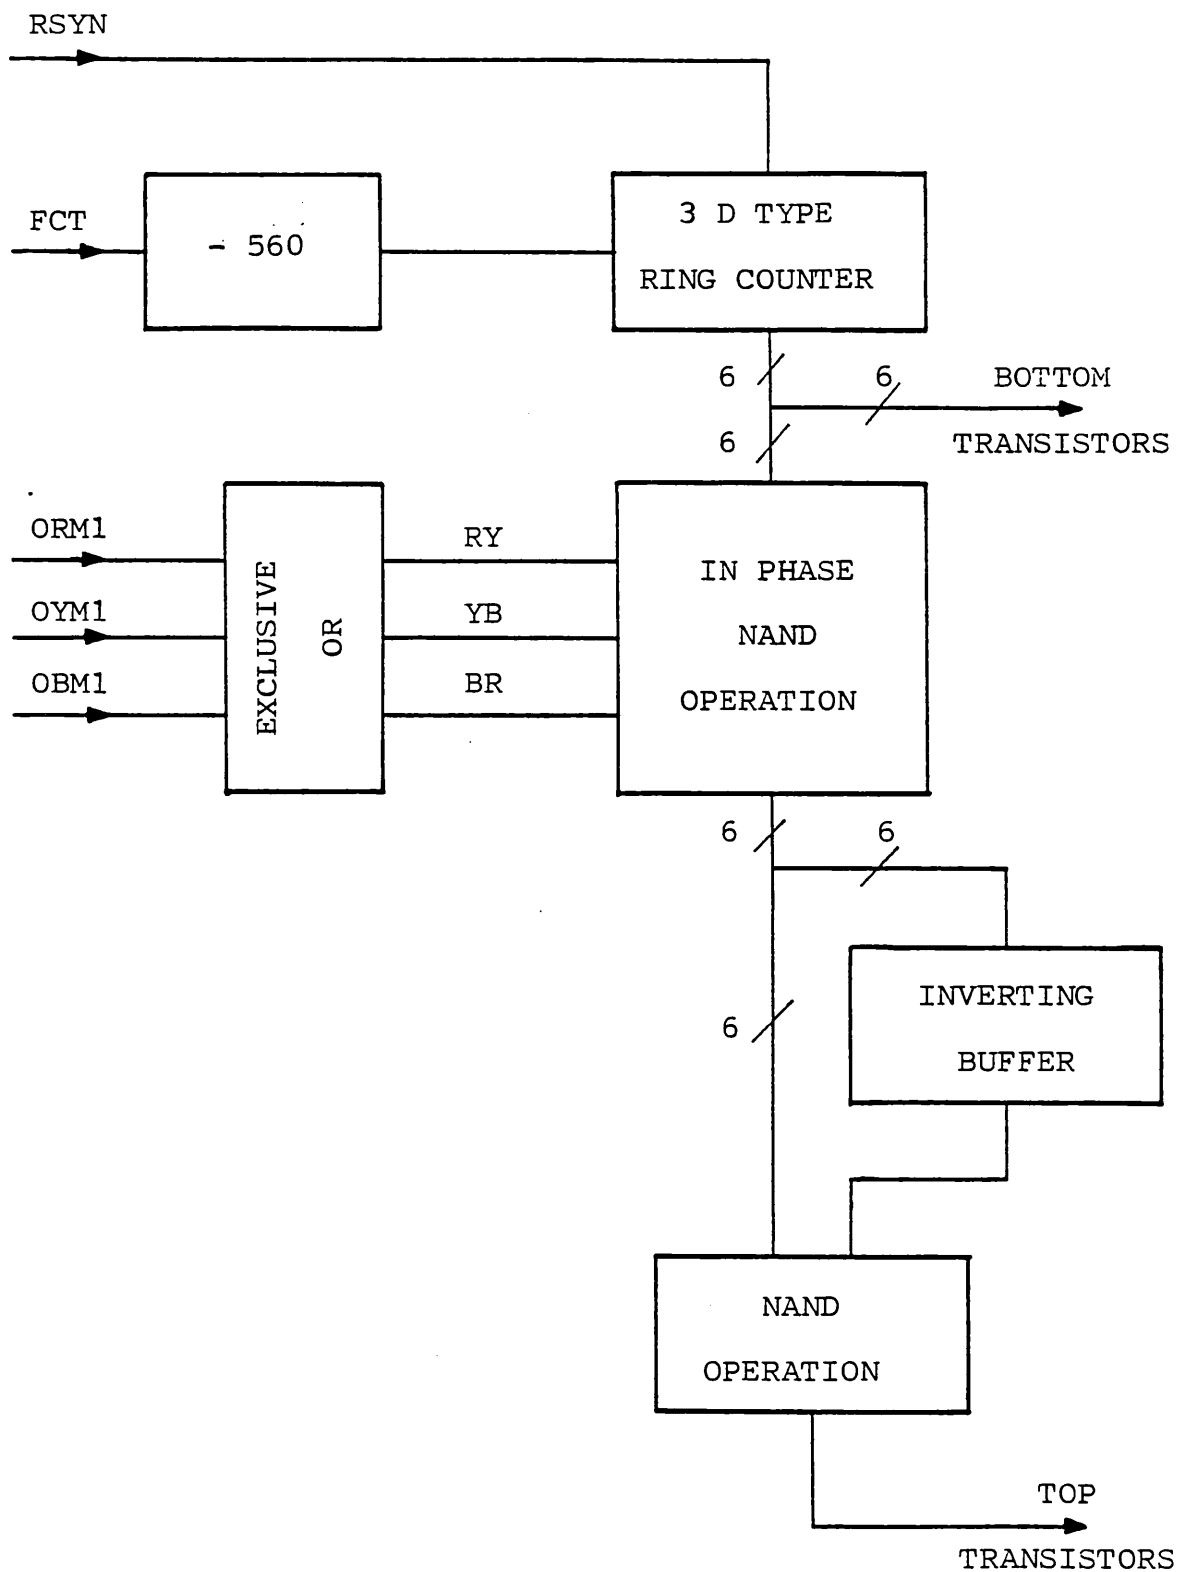 RSYN
FCT
- 560
3 D TYPE
RING COUNTER
6
6
BOTTOM
TRANSISTORS
6
ORM1
OYM1
OBM1
EXCLUSIVE
OR
RY
YB
BR
IN PHASE
NAND
OPERATION
6
6
INVERTING
BUFFER
6
NAND
OPERATION
TOP
TRANSISTORS